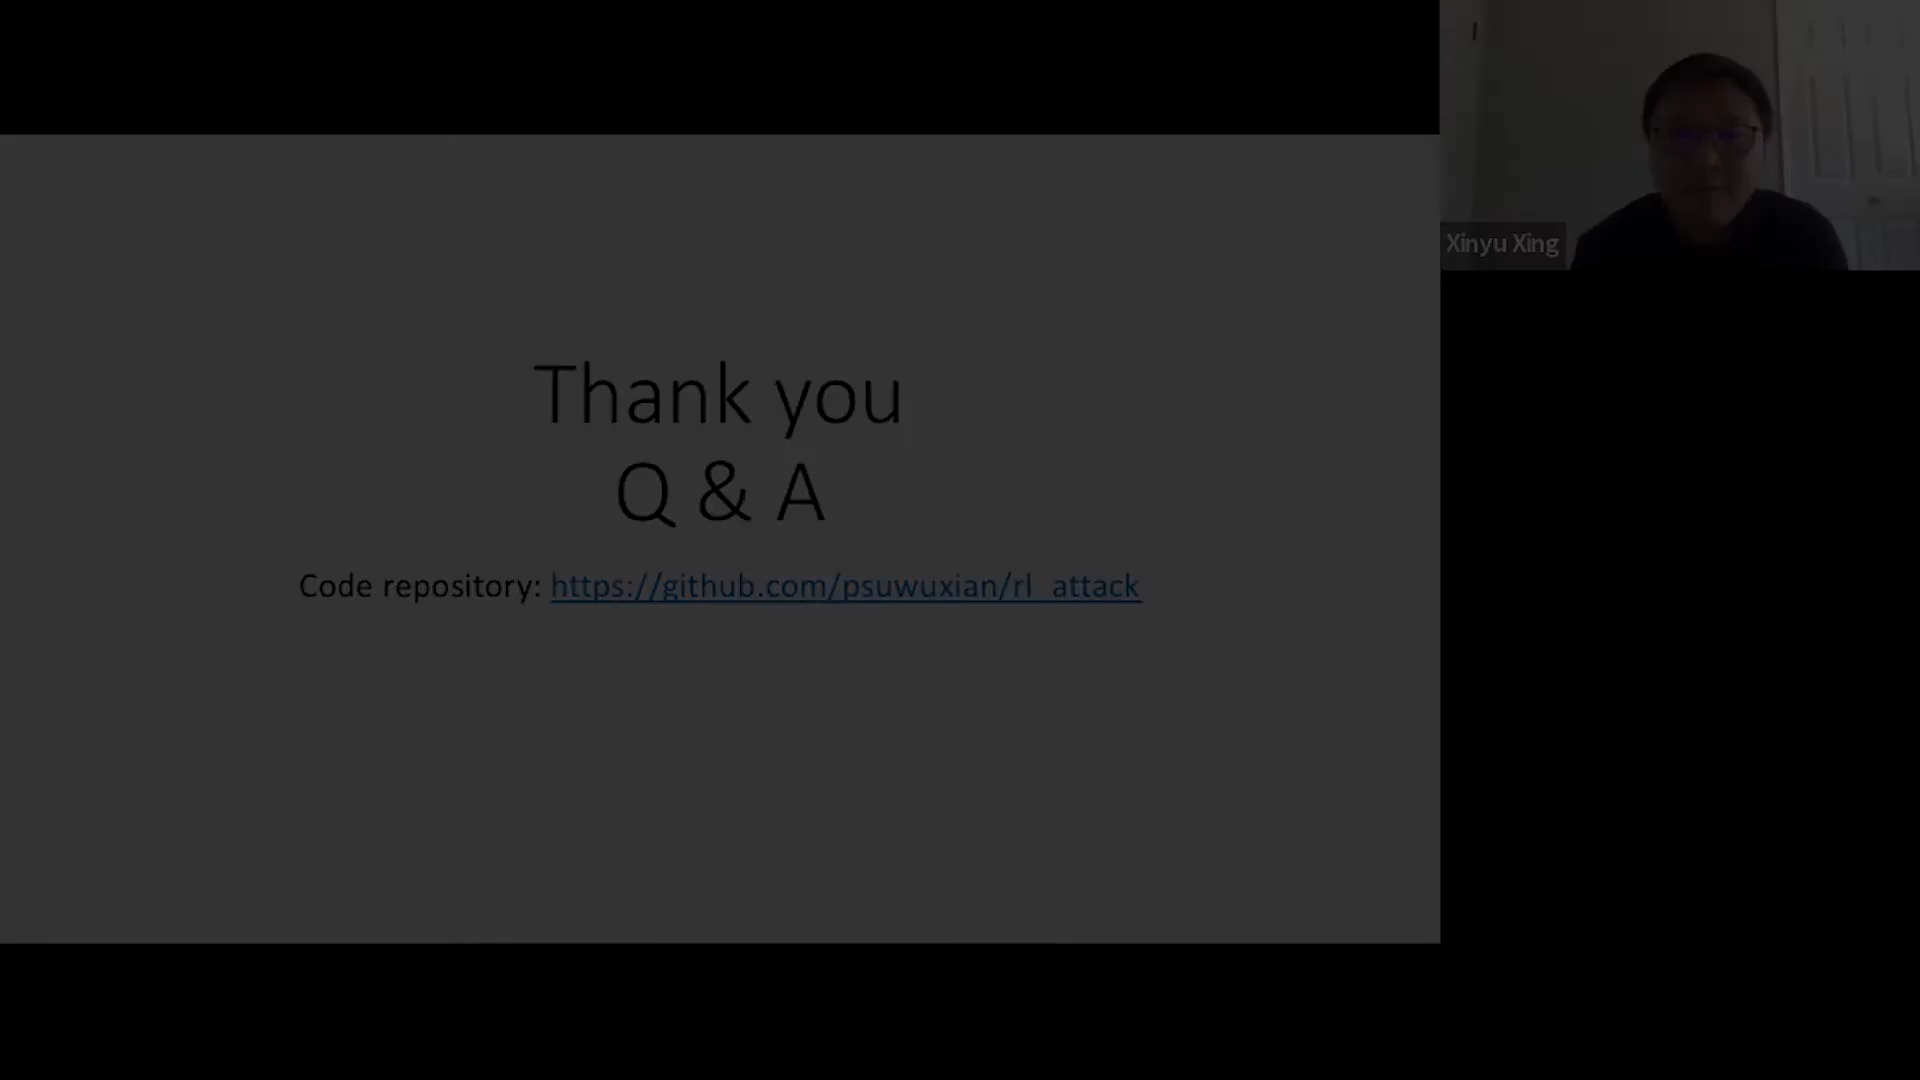 Thank you
Q & A
Code repository: https://github.com/psuwuxian/rl_attack
Xinyu Xing